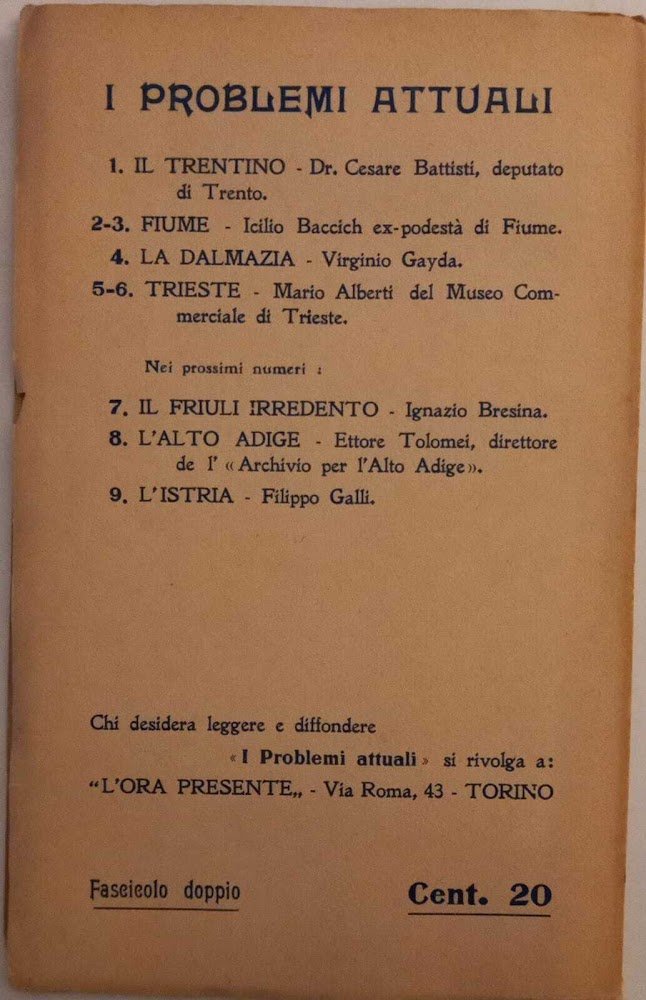 I PROBLEMI ATTUALI
1. IL TRENTINO - Dr. Cesare Battisti, deputato
di Trento.
2-3. FIUME - Icilio Baccich ex-podestà di Fiume.
4. LA DALMAZIA - Virginio Gayda.
5-6. TRIESTE - Mario Alberti del Museo Com-
merciale di Trieste.
Nei prossimi numeri :
7. IL FRIULI IRREDENTO - Ignazio Bresina.
8. L'ALTO ADIGE - Ettore Tolomei, direttore
de l' « Archivio per l'Alto Adige ».
9. L'ISTRIA - Filippo Galli.
Chi desidera leggere e diffondere
« I Problemi attuali » si rivolga a:
"L'ORA PRESENTE„ - Via Roma, 43 - TORINO
Fascicolo doppio
Cent. 20